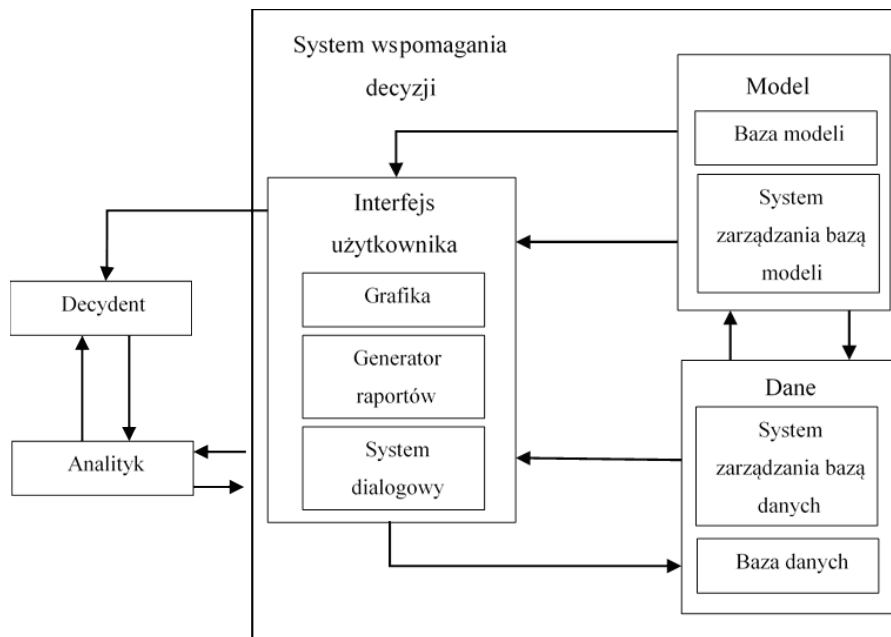 System wspomagania
decyzji
Model
Baza modeli
System
zarządzania bazą
modeli
Interfejs
użytkownika
Grafika
Generator
raportów
System
dialogowy
Decydent
Analityk
Dane
System
zarządzania bazą
danych
Baza danych